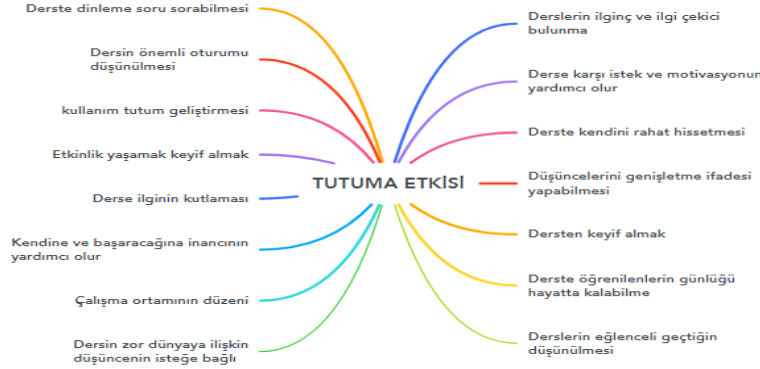 Derste dinleme soru sorabilmesi
Dersin önemli oturumu
düşünülmesi
kullanım tutum geliştirmesi
Etkinlik yaşamak keyif almak
Derse ilginin kutlaması
Kendine ve başaracağına inancının
yardımcı olur
Çalışma ortamının düzeni
Dersin zor dünyaya ilişkin
düşüncenin isteğe bağlı
TUTUMA ETKİSİ
Derslerin ilginç ve ilgi çekici
bulunma
Derse karşı istek ve motivasyonun
yardımcı olur
Derste kendini rahat hissetmesi
Düşüncelerini genişletme ifadesi
yapabilmesi
Dersten keyif almak
Derste öğrenilenlerin günlüğü
hayatta kalabilme
Derslerin eğlenceli geçtiğin
düşünülmesi